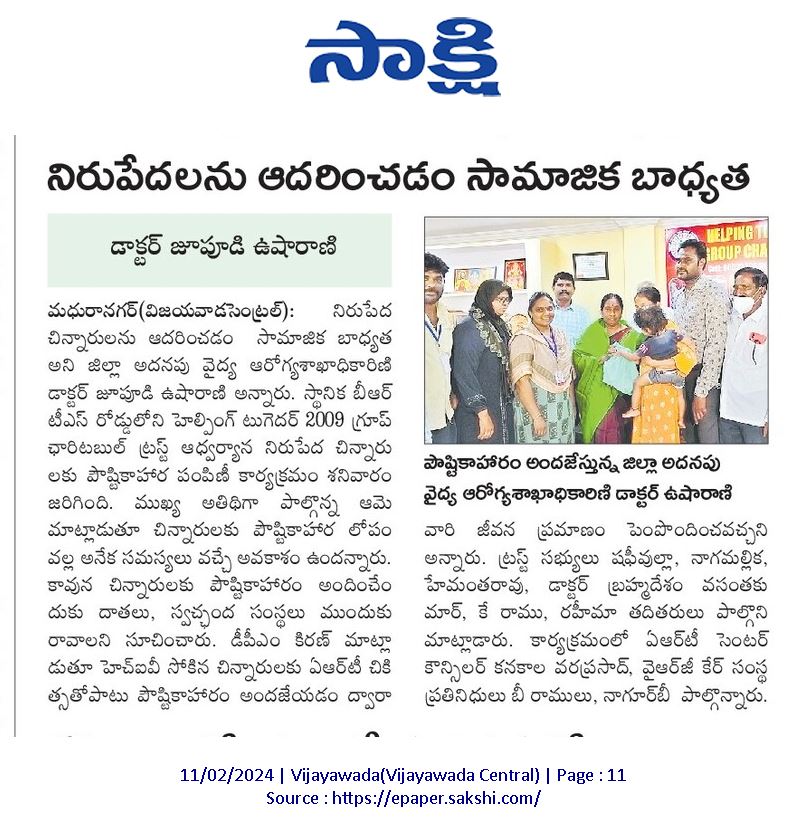 సాక్షి
నిరుపేదలను ఆదరించడం సామాజిక బాధ్యత
డాక్టర్ జూపూడి ఉషారాణి
మధురానగర్(విజయవాడసెంట్రల్): నిరుపేద
చిన్నారులను ఆదరించడం సామాజిక బాధ్యత
అని జిల్లా అదనపు వైద్య ఆరోగ్యశాఖాధికారిణి
డాక్టర్ జూపూడి ఉషారాణి అన్నారు. స్థానిక బీఆర్
టీఎస్ రోడ్డులోని హెల్పింగ్ టుగెదర్ 2009 గ్రూప్
ఛారిటబుల్ ట్రస్ట్ ఆధ్వర్యాన నిరుపేద చిన్నారు
లకు పౌష్టికాహార పంపిణీ కార్యక్రమం శనివారం
జరిగింది. ముఖ్య అతిథిగా పాల్గొన్న ఆమె
మాట్లాడుతూ చిన్నారులకు పౌష్టికాహార లోపం
వల్ల అనేక సమస్యలు వచ్చే అవకాశం ఉందన్నారు.
కావున చిన్నారులకు పౌష్టికాహారం అందించేం
దుకు దాతలు, స్వచ్ఛంద సంస్థలు ముందుకు
రావాలని సూచించారు. డీపీఎం కిరణ్ మాట్లా
డుతూ హెచ్ఐవీ సోకిన చిన్నారులకు ఏఆర్‌టీ చికి
త్సతోపాటు పౌష్టికాహారం అందజేయడం ద్వారా
HELPING T
GROUP CHA
పౌష్టికాహారం అందజేస్తున్న జిల్లా అదనపు
వైద్య ఆరోగ్యశాఖాధికారిణి డాక్టర్ ఉషారాణి
వారి జీవన ప్రమాణం పెంపొందించవచ్చని
అన్నారు. ట్రస్ట్ సభ్యులు షఫీవుల్లా, నాగమల్లిక,
హేమంతరావు, డాక్టర్ బ్రహ్మదేశం వసంతకు
మార్, కే రాము, రహీమా తదితరులు పాల్గొని
మాట్లాడారు. కార్యక్రమంలో ఏఆర్‌టీ సెంటర్
కౌన్సిలర్ కనకాల వరప్రసాద్, వైఆర్‌జీ కేర్ సంస్థ
ప్రతినిధులు బీ రాములు, నాగూర్‌బీ పాల్గొన్నారు.
11/02/2024 | Vijayawada(Vijayawada Central) | Page : 11
Source : https://epaper.sakshi.com/